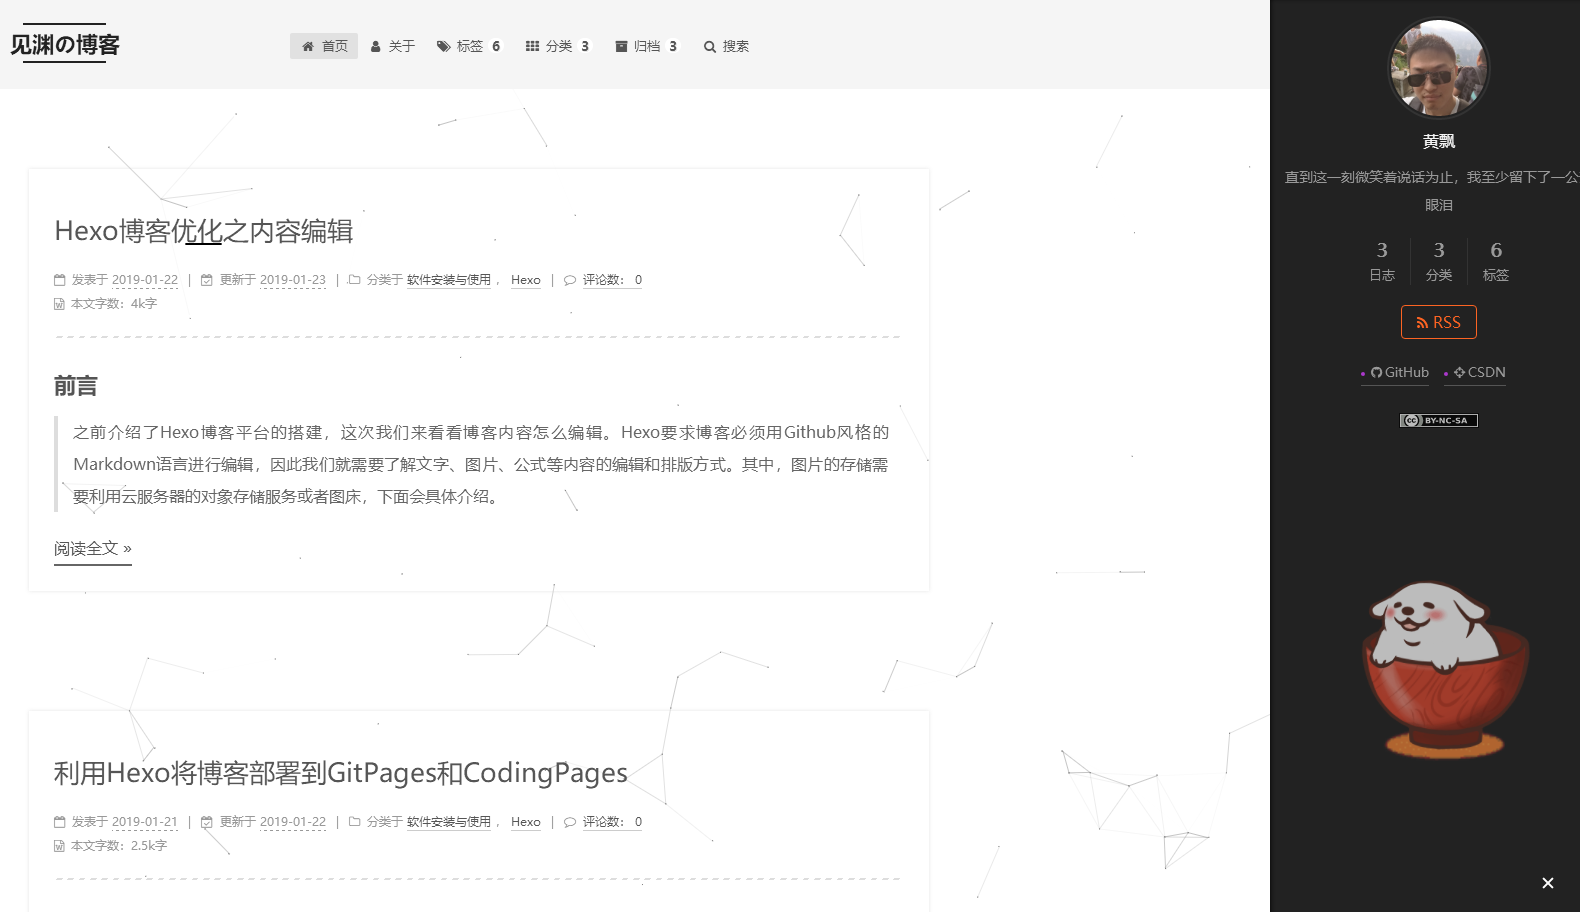 见渊の博客
首页 关于 标签 6 分类 3 归档 3 搜索
Hexo博客优化之内容编辑
发表于 2019-01-22 | 更新于 2019-01-23 | 分类于 软件安装与使用 , Hexo | 评论数： 0
本文字数：4k字
前言
之前介绍了Hexo博客平台的搭建，这次我们来看看博客内容怎么编辑。Hexo要求博客必须用Github风格的
Markdown语言进行编辑，因此我们就需要了解文字、图片、公式等内容的编辑和排版方式。其中，图片的存储需
要利用云服务器的对象存储服务或者图床，下面会具体介绍。
阅读全文 »
利用Hexo将博客部署到GitPages和CodingPages
发表于 2019-01-21 | 更新于 2019-01-22 | 分类于 软件安装与使用 , Hexo | 评论数： 0
本文字数：2.5k字
黄飘
直到这一刻微笑着说话为止，我至少留下了一公
眼泪
3 3 6
日志 分类 标签
RSS
GitHub CSDN
cc BY-NC-SA